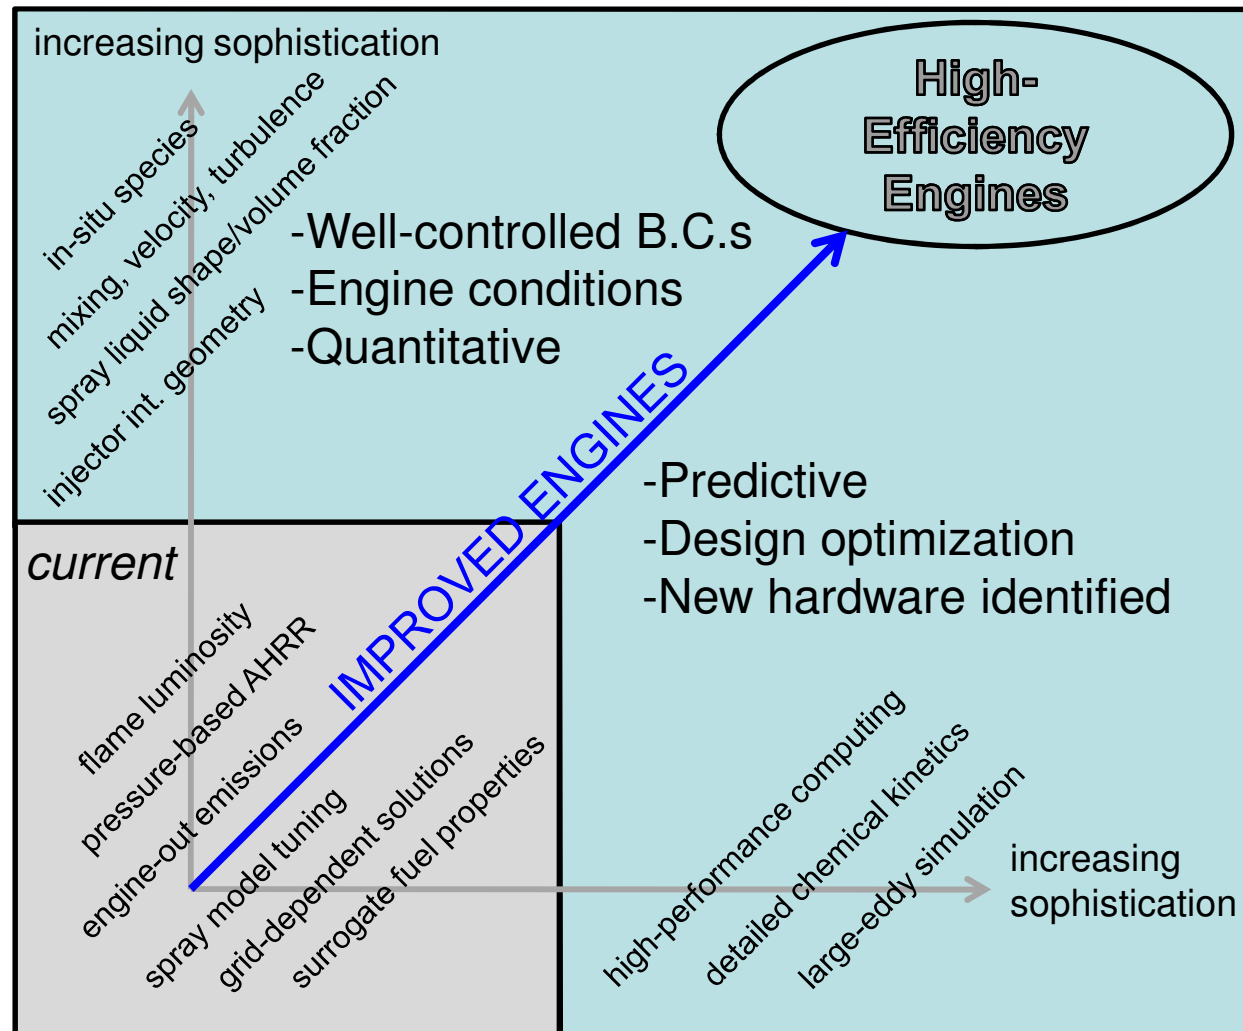 increasing sophistication
High-
Efficiency
Engines
in-situ species
mixing, velocity, turbulence
spray liquid shape/volume fraction
injector int. geometry
-Well-controlled B.C.s
-Engine conditions
-Quantitative
IMPROVED ENGINES
-Predictive
-Design optimization
-New hardware identified
current
flame luminosity
pressure-based AHRR
engine-out emissions
spray model tuning
grid-dependent solutions
surrogate fuel properties
high-performance computing
detailed chemical kinetics
large-eddy simulation
increasing
sophistication